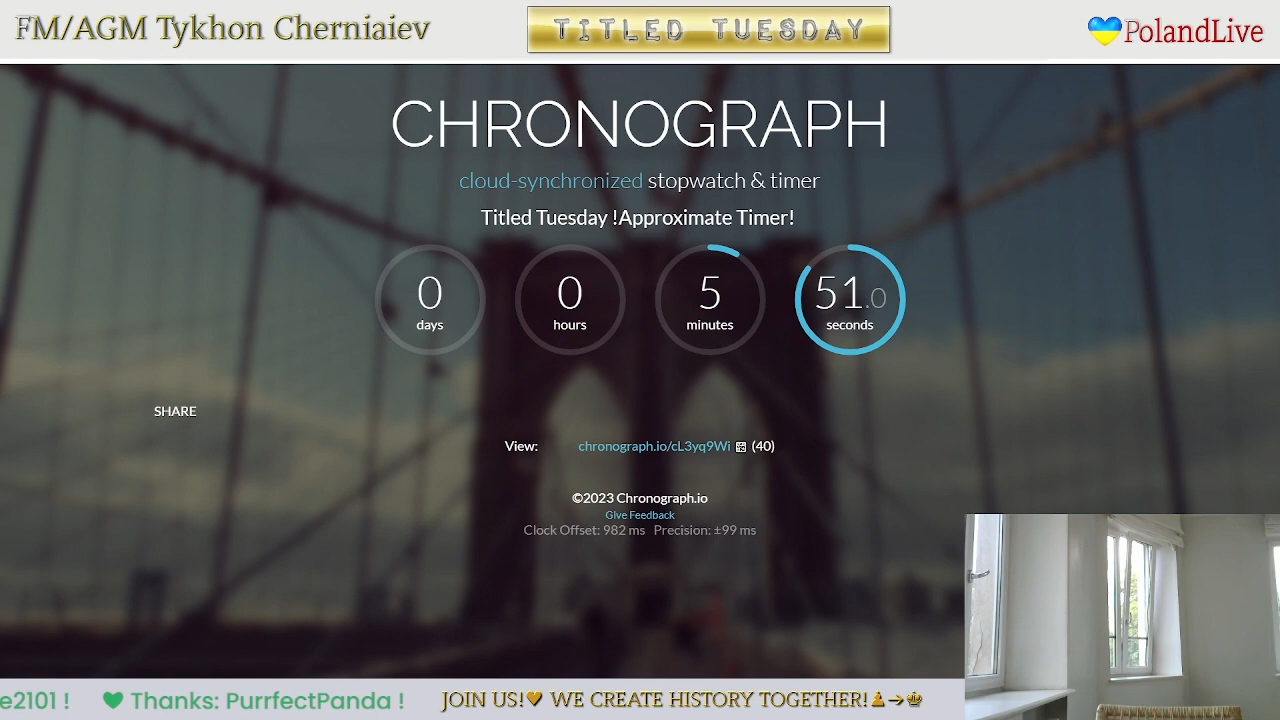 FM/AGM Tykhon Cherniaiev
TITLED TUESDAY
PolandLive
CHRONOGRAPH
cloud-synchronized stopwatch & timer
Titled Tuesday !Approximate Timer!
0 0 5 51.0
days hours minutes seconds
SHARE
View: chronograph.io/cL3yq9Wi (40)
©2023 Chronograph.io
Give Feedback
Clock Offset: 982 ms Precision: ±99 ms
e2101 ! Thanks: PurrfectPanda ! JOIN US! WE CREATE HISTORY TOGETHER!